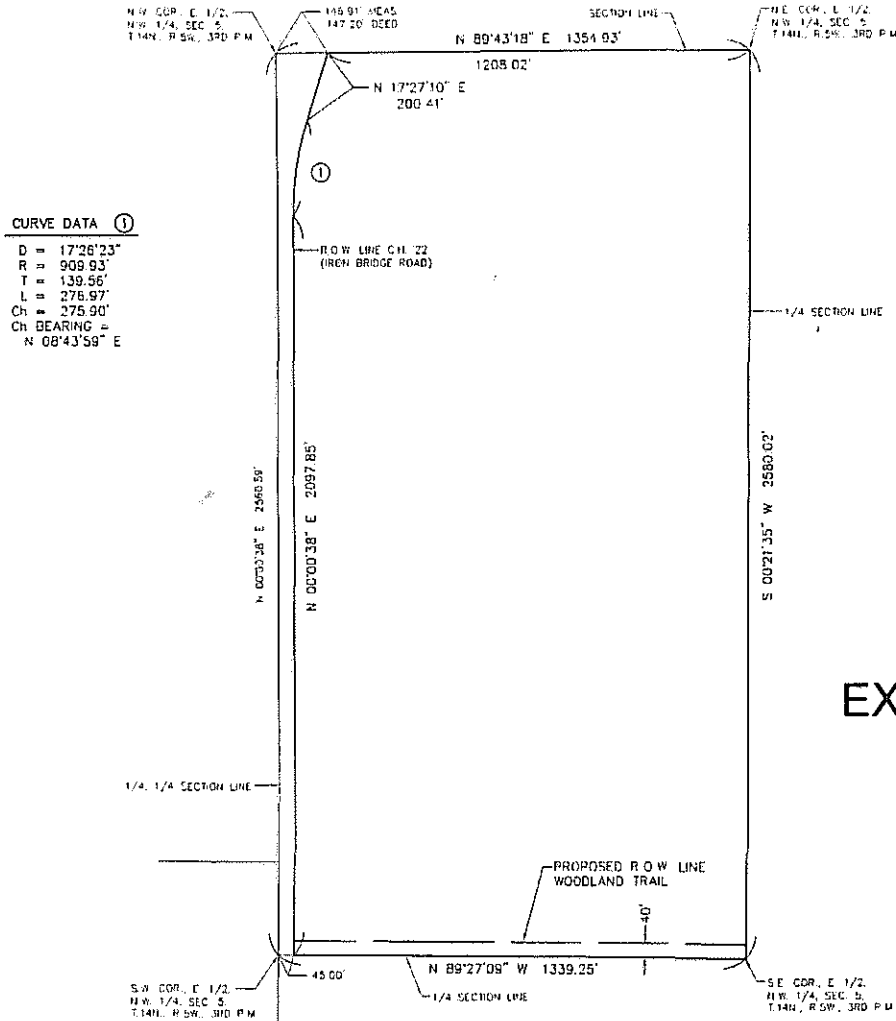 N.W. COR., E. 1/2,
N.W. 1/4, SEC. 5,
T.14N., R.5W., 3RD P.M.
146.91' MEAS.
147.20' DEED
SECTION LINE
N.E. COR., E. 1/2,
N.W. 1/4, SEC. 5,
T.14N., R.5W., 3RD P.M.
N 89°43'18" E 1354.93'
1208.02'
N 17°27'10" E
200.41'
1
CURVE DATA 1
D = 17°26'23"
R = 909.93'
T = 139.56'
L = 276.97'
Ch = 275.90'
Ch BEARING =
N 08°43'59" E
R.O.W. LINE C.H. 22
(IRON BRIDGE ROAD)
1/4 SECTION LINE
N 00°00'38" E
N 00°00'38" E 2097.85'
S 00°21'35" W 2580.02'
EX
1/4, 1/4 SECTION LINE
PROPOSED R.O.W. LINE
WOODLAND TRAIL
40'
45.00'
N 89°27'09" W 1339.25'
S.W. COR., E. 1/2,
N.W. 1/4, SEC. 5,
T.14N., R.5W., 3RD P.M.
1/4 SECTION LINE
S.E. COR., E. 1/2,
N.W. 1/4, SEC. 5,
T.14N., R.5W., 3RD P.M.